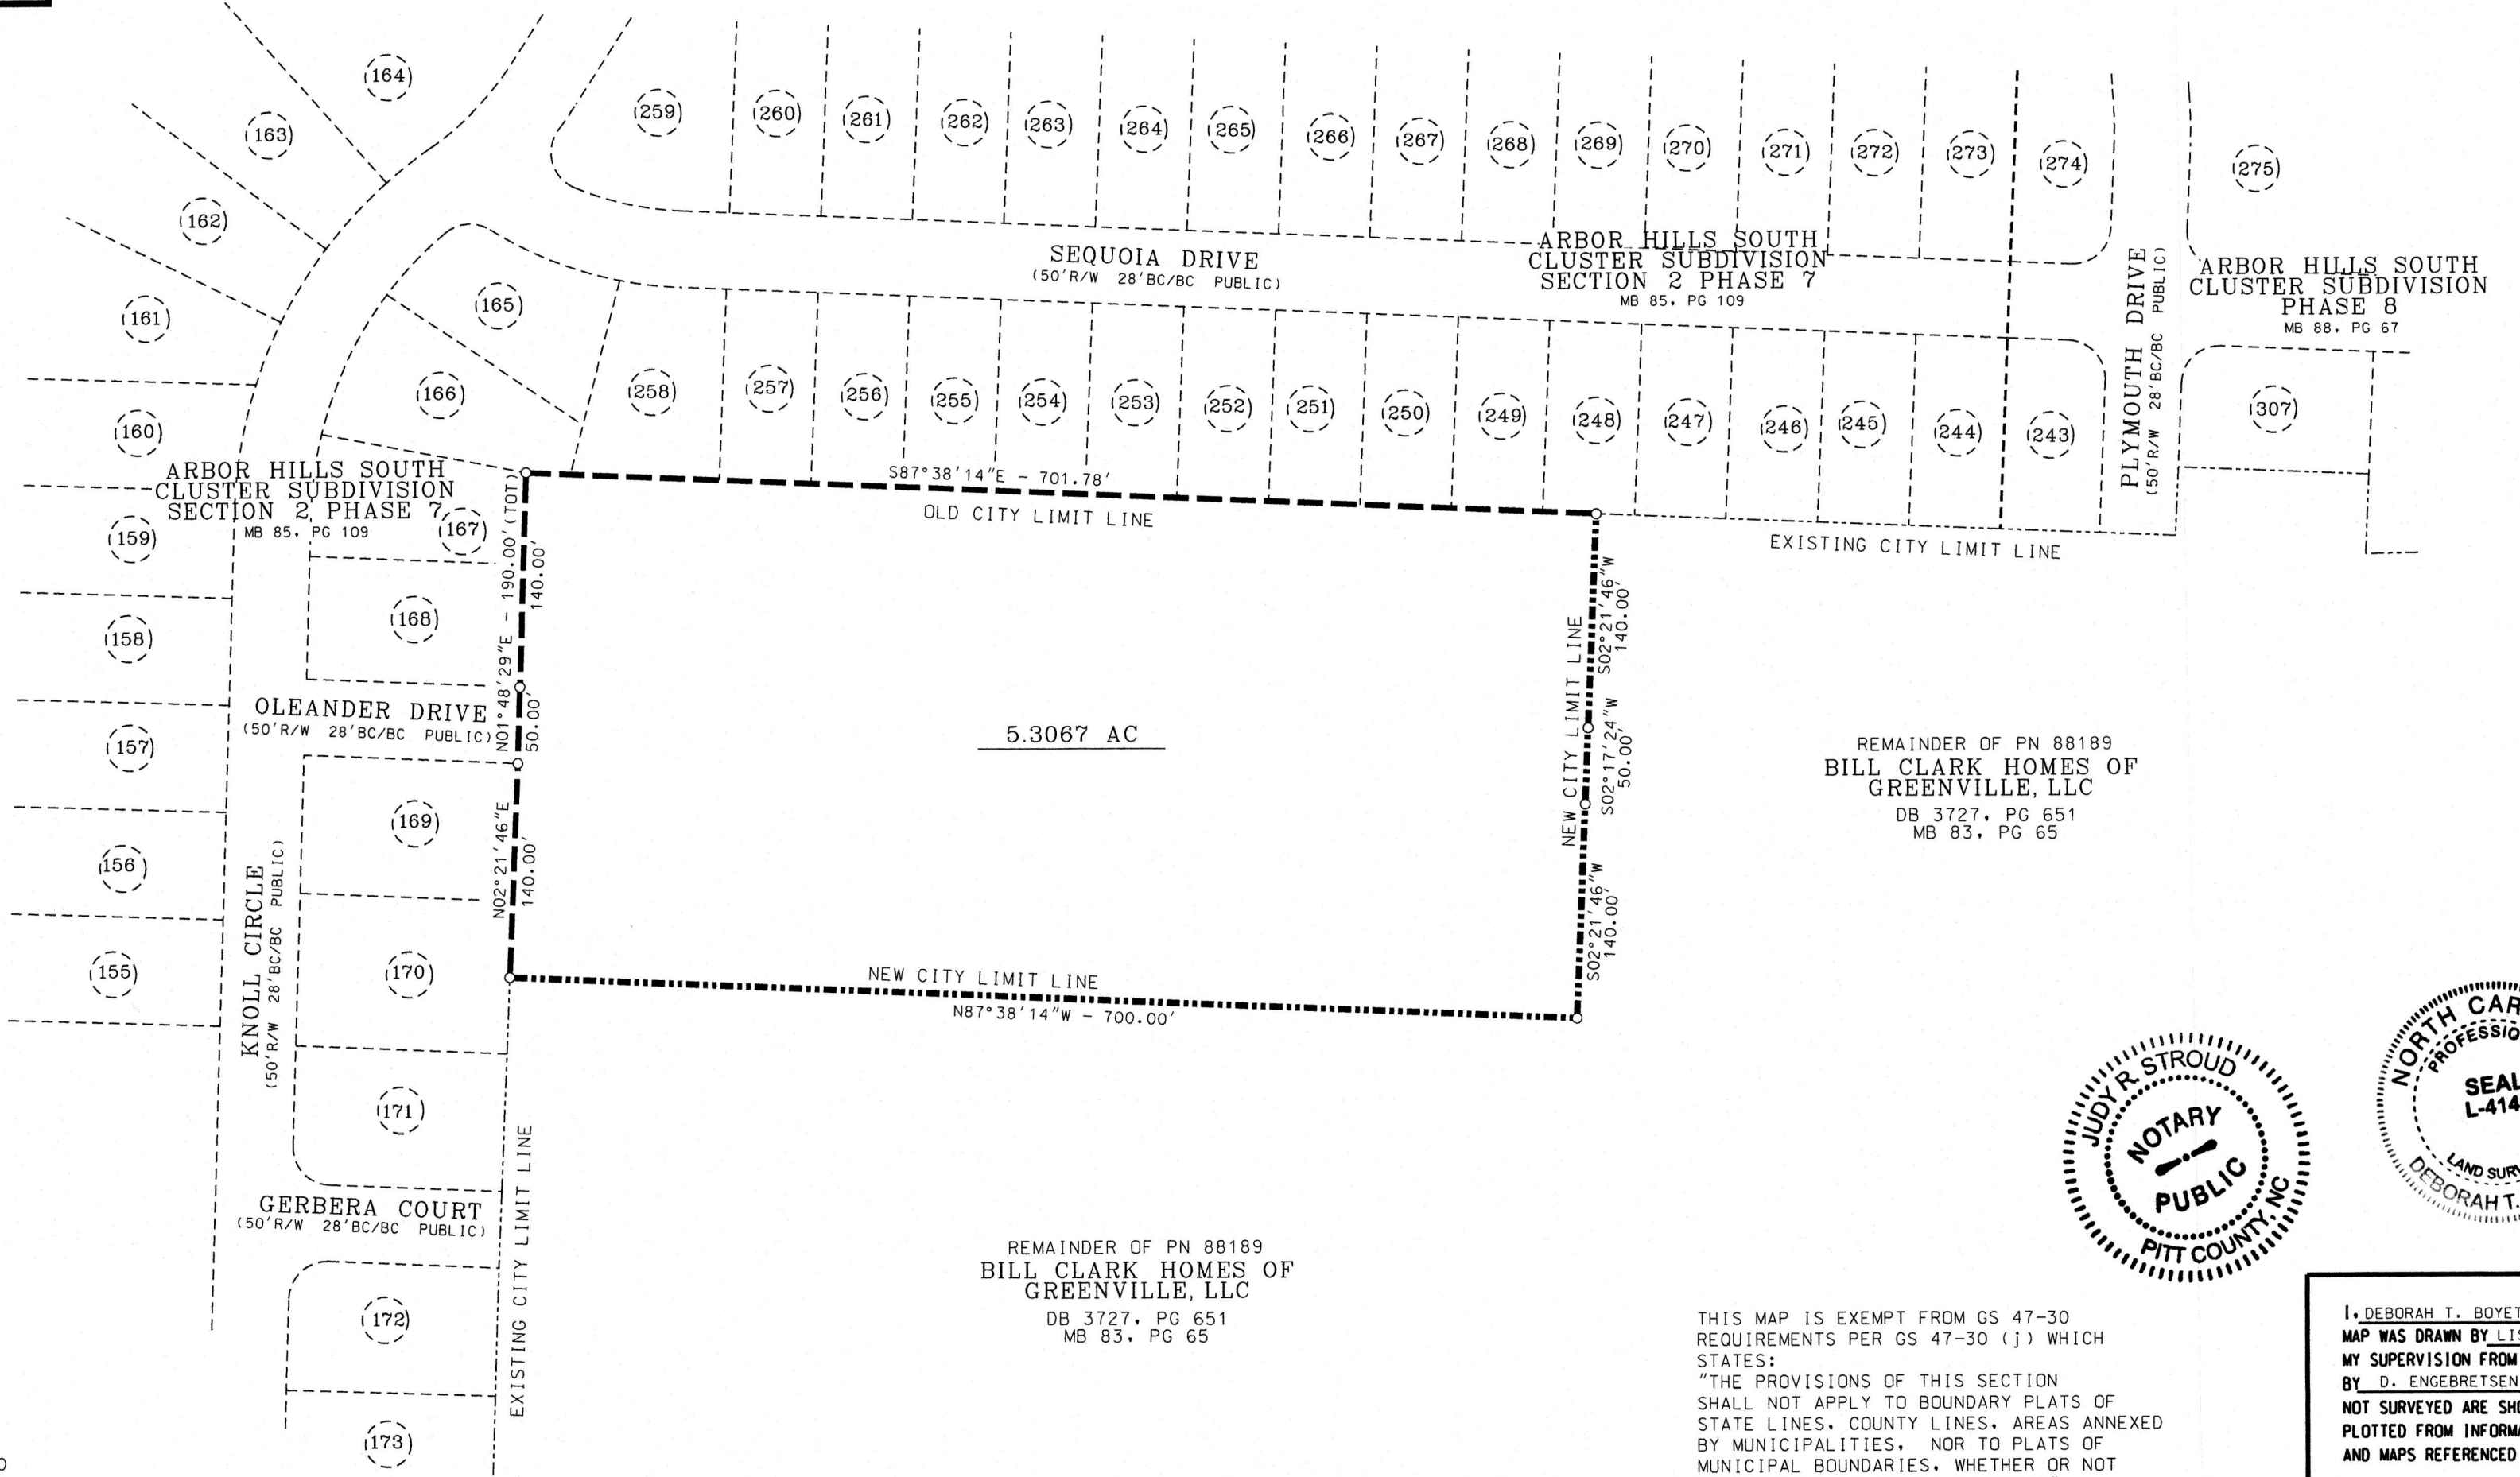 164
163
162
161
160
159
158
157
156
155
259
260
261
262
263
264
265
266
267
268
269
270
271
272
273
274
275
SEQUOIA DRIVE
(50'R/W 28'BC/BC PUBLIC)
ARBOR HILLS SOUTH
CLUSTER SUBDIVISION
SECTION 2 PHASE 7
MB 85, PG 109
PLYMOUTH DRIVE
(50'R/W 28'BC/BC PUBLIC)
ARBOR HILLS SOUTH
CLUSTER SUBDIVISION
PHASE 8
MB 88, PG 67
165
166
258
257
256
255
254
253
252
251
250
249
248
247
246
245
244
243
307
ARBOR HILLS SOUTH
CLUSTER SUBDIVISION
SECTION 2 PHASE 7
MB 85, PG 109
167
168
OLEANDER DRIVE
(50'R/W 28'BC/BC PUBLIC)
169
170
171
KNOLL CIRCLE
(50'R/W 28'BC/BC PUBLIC)
GERBERA COURT
(50'R/W 28'BC/BC PUBLIC)
172
173
S87°38'14"E - 701.78'
OLD CITY LIMIT LINE
EXISTING CITY LIMIT LINE
N01°48'29"E - 190.00'(TOT)
140.00'
50.00'
N02°21'46"E
140.00'
5.3067 AC
NEW CITY LIMIT LINE
S02°21'46"W
140.00'
S02°17'24"W
50.00'
S02°21'46"W
140.00'
NEW CITY LIMIT LINE
N87°38'14"W - 700.00'
EXISTING CITY LIMIT LINE
REMAINDER OF PN 88189
BILL CLARK HOMES OF
GREENVILLE, LLC
DB 3727, PG 651
MB 83, PG 65
REMAINDER OF PN 88189
BILL CLARK HOMES OF
GREENVILLE, LLC
DB 3727, PG 651
MB 83, PG 65
JUDY R. STROUD
NOTARY
PUBLIC
PITT COUNTY, NC
NORTH CAR
PROFESSIO
SEAL
L-414
LAND SURV
DEBORAH T.
THIS MAP IS EXEMPT FROM GS 47-30
REQUIREMENTS PER GS 47-30 (j) WHICH
STATES:
"THE PROVISIONS OF THIS SECTION
SHALL NOT APPLY TO BOUNDARY PLATS OF
STATE LINES, COUNTY LINES, AREAS ANNEXED
BY MUNICIPALITIES, NOR TO PLATS OF
MUNICIPAL BOUNDARIES, WHETHER OR NOT
I, DEBORAH T. BOYET
MAP WAS DRAWN BY LIS
MY SUPERVISION FROM
BY D. ENGEBRETSEN
NOT SURVEYED ARE SHO
PLOTTED FROM INFORMA
AND MAPS REFERENCED